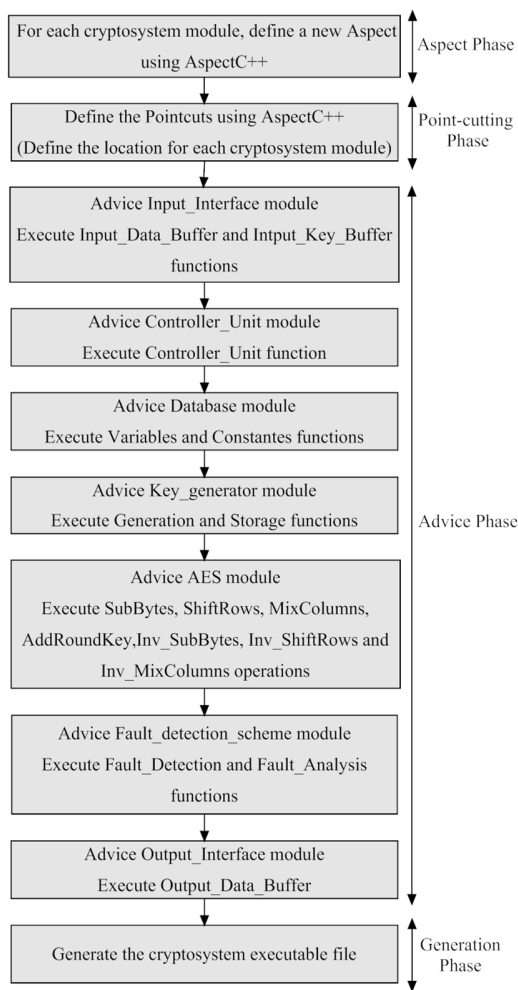 For each cryptosystem module, define a new Aspect
using AspectC++
Aspect Phase
Define the Pointcuts using AspectC++
(Define the location for each cryptosystem module)
Point-cutting
Phase
Advice Input_Interface module
Execute Input_Data_Buffer and Intput_Key_Buffer
functions
Advice Controller_Unit module
Execute Controller_Unit function
Advice Database module
Execute Variables and Constantes functions
Advice Key_generator module
Execute Generation and Storage functions
Advice Phase
Advice AES module
Execute SubBytes, ShiftRows, MixColumns,
AddRoundKey,Inv_SubBytes, Inv_ShiftRows and
Inv_MixColumns operations
Advice Fault_detection_scheme module
Execute Fault_Detection and Fault_Analysis
functions
Advice Output_Interface module
Execute Output_Data_Buffer
Generate the cryptosystem executable file
Generation
Phase